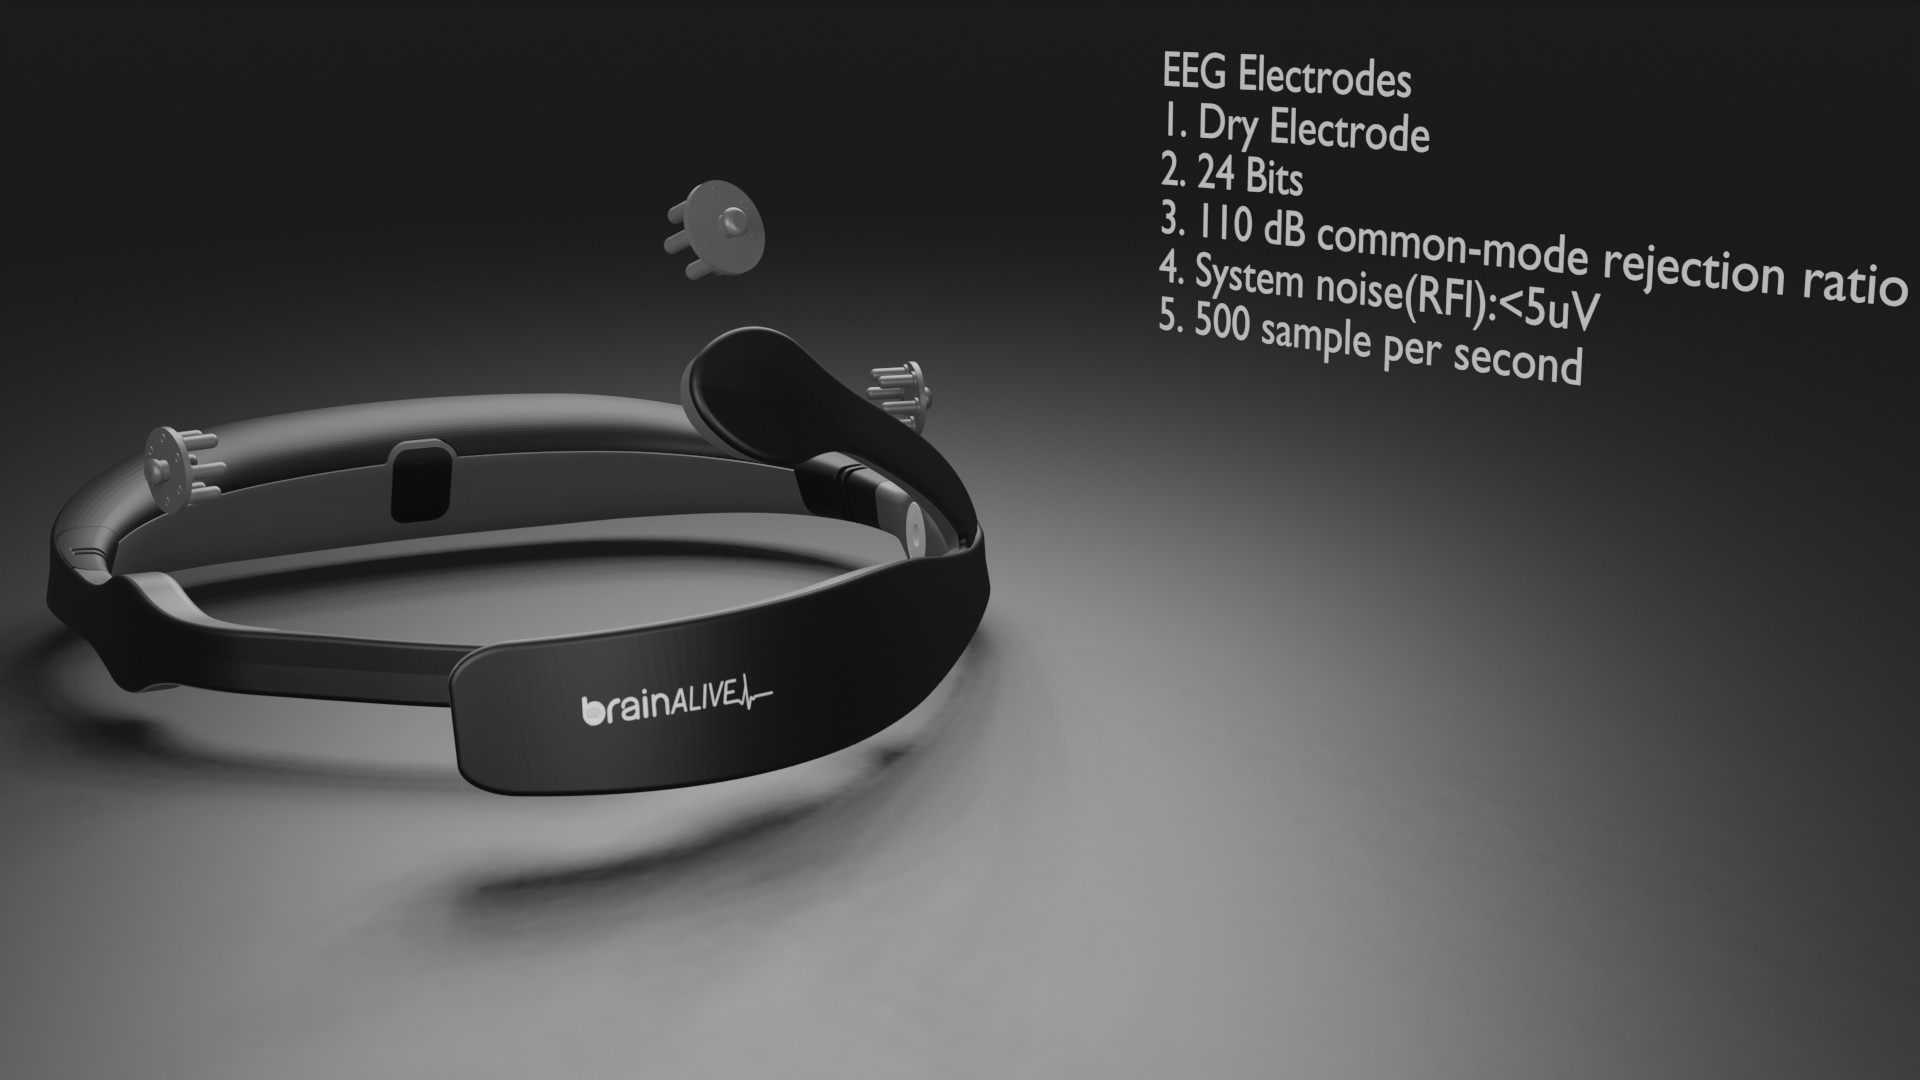 EEG Electrodes
1. Dry Electrode
2. 24 Bits
3. 110 dB common-mode rejection ratio
4. System noise(RFI):<5uV
5. 500 sample per second
brainALIVE